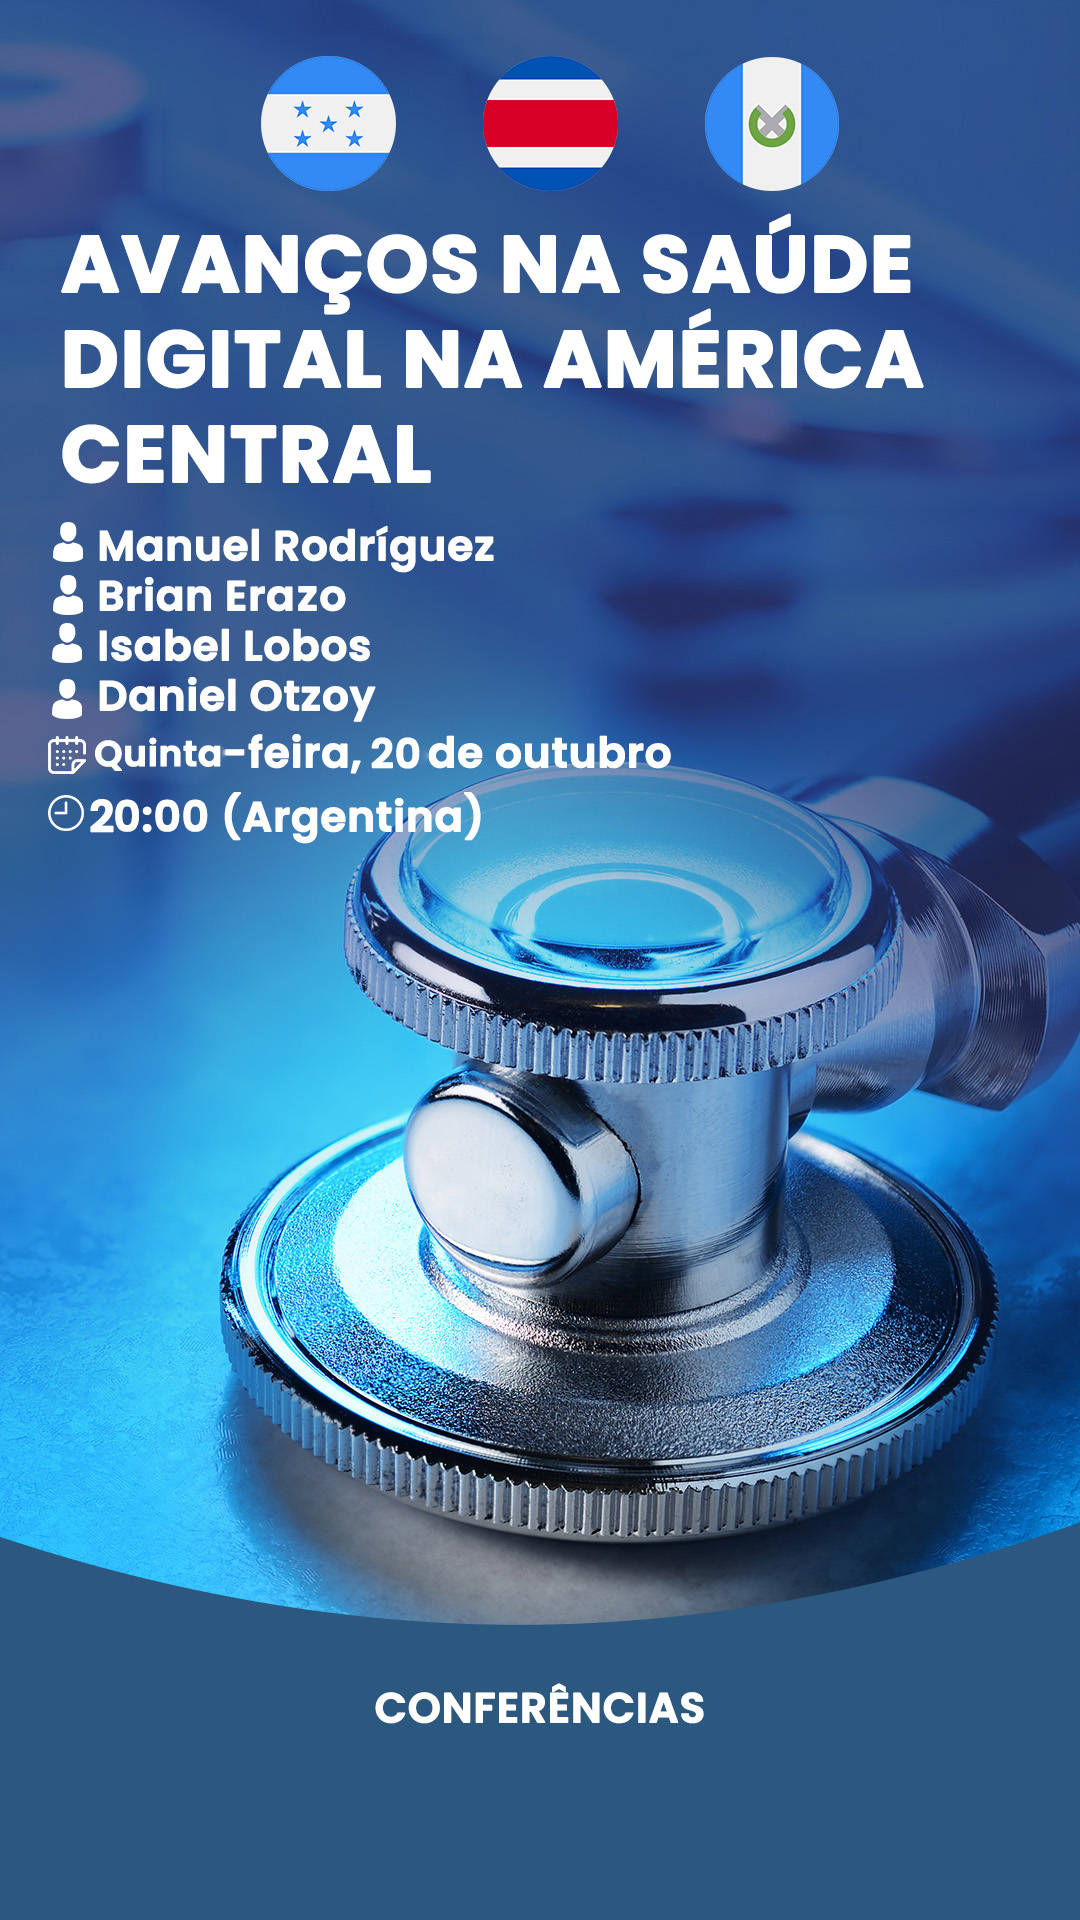 AVANÇOS NA SAÚDE
DIGITAL NA AMÉRICA
CENTRAL
Manuel Rodríguez
Brian Erazo
Isabel Lobos
Daniel Otzoy
Quinta-feira, 20 de outubro
20:00 (Argentina)
CONFERÊNCIAS